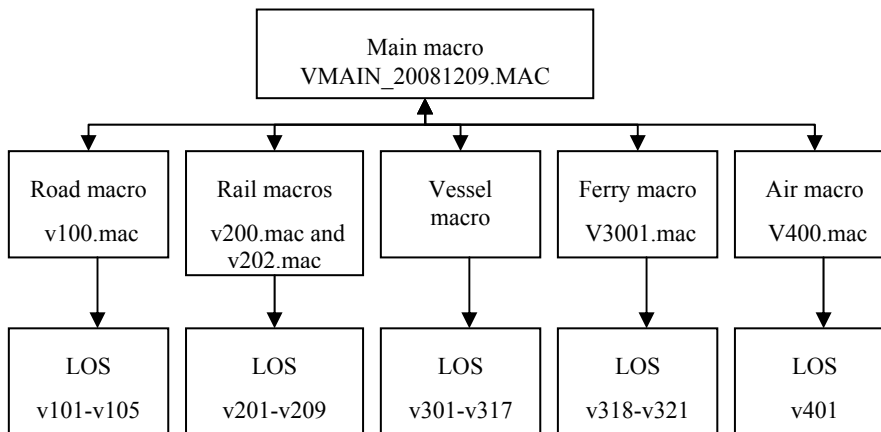 Main macro
VMAIN_20081209.MAC
Road macro
v100.mac
Rail macros
v200.mac and
v202.mac
Vessel
macro
Ferry macro
V3001.mac
Air macro
V400.mac
LOS
v101-v105
LOS
v201-v209
LOS
v301-v317
LOS
v318-v321
LOS
v401